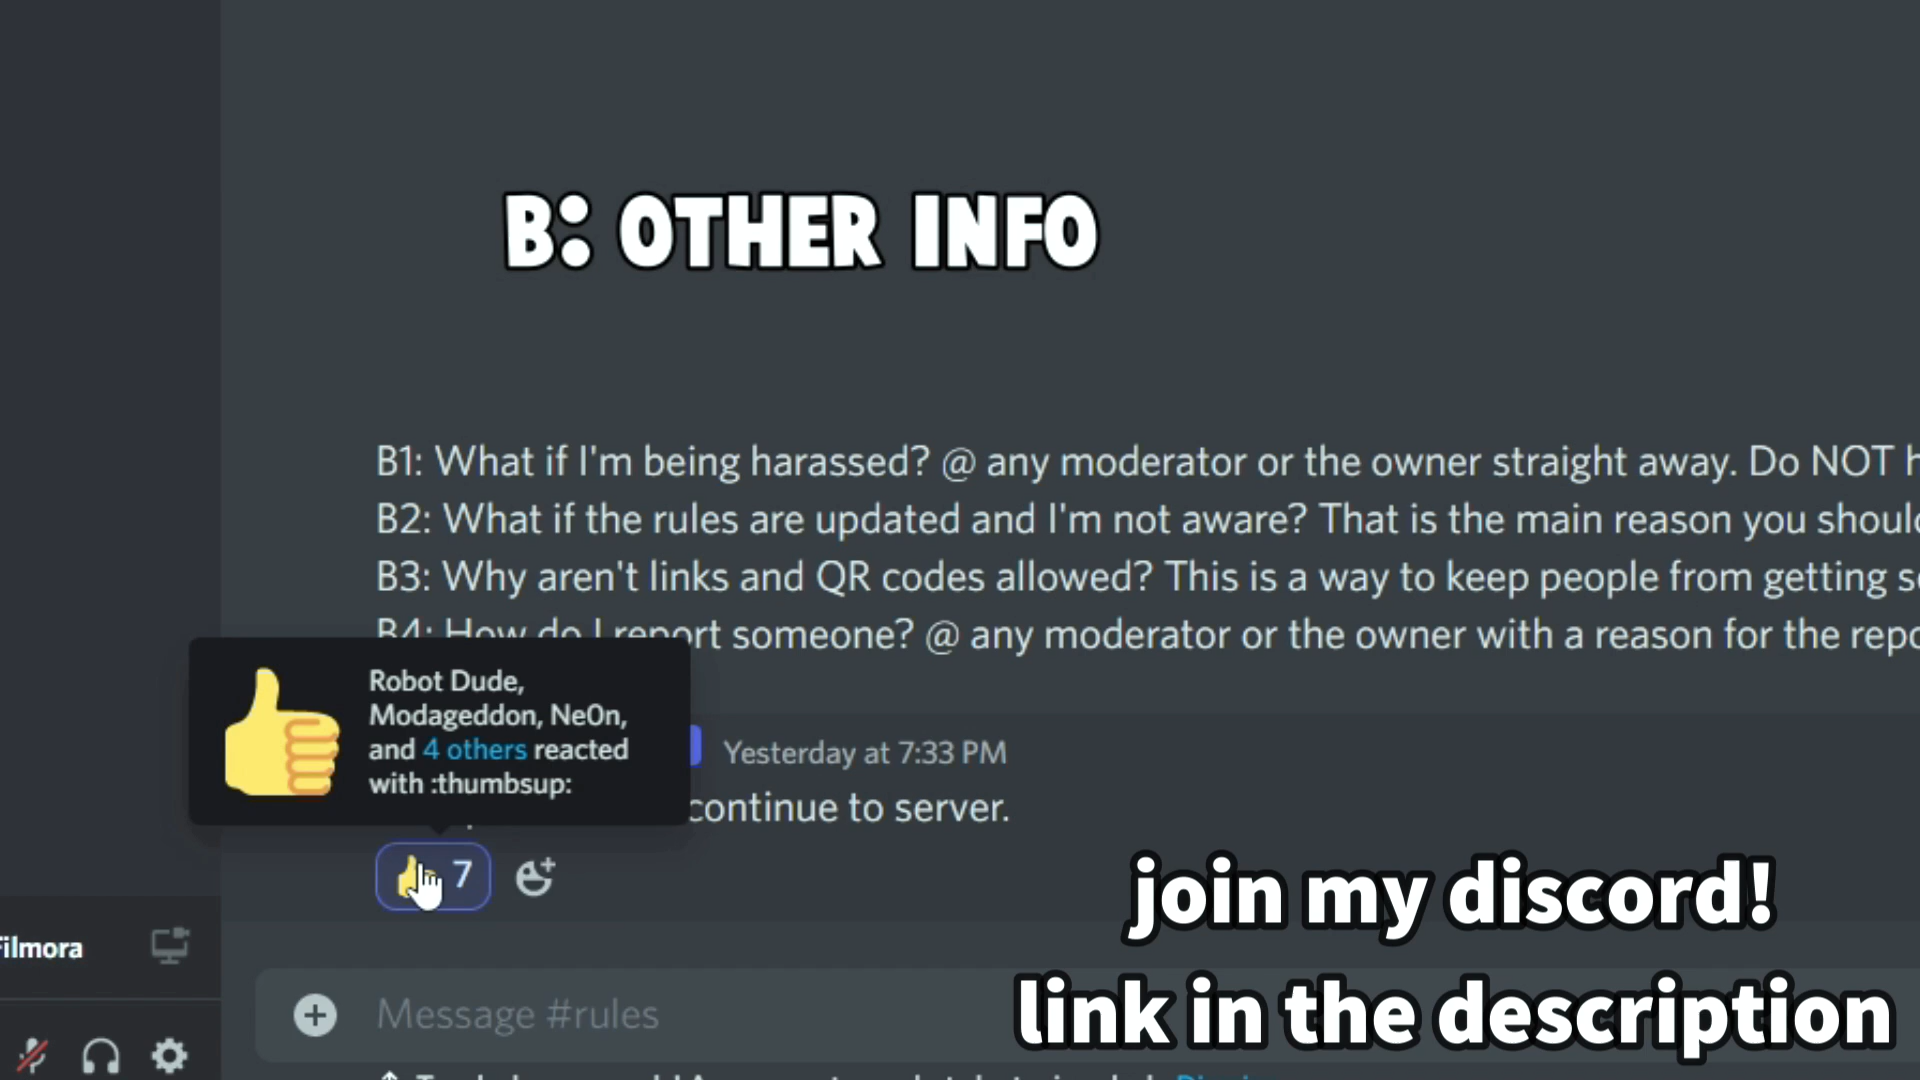 B: OTHER INFO
B1: What if I'm being harassed? @ any moderator or the owner straight away. Do NOT
B2: What if the rules are updated and I'm not aware? That is the main reason you
B3: Why aren't links and QR codes allowed? This is a way to keep people from getting
B4: How do I report someone? @ any moderator or the owner with a reason for the
Robot Dude,
Modageddon, Ne0n,
and 4 others reacted
with :thumbsup:
Yesterday at 7:33 PM
continue to server.
7
join my discord!
Filmora
link in the description
Message #rules